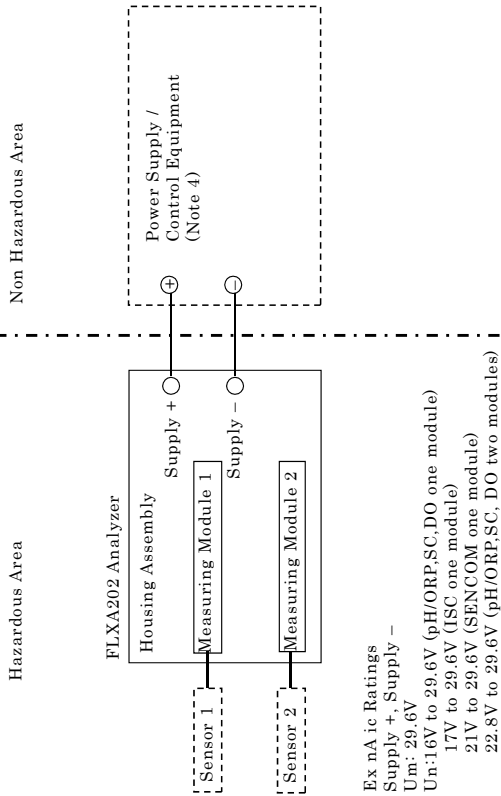 Hazardous Area
Non Hazardous Area
FLXA202 Analyzer
Housing Assembly
Supply +
+
Power Supply /
Control Equipment
(Note 4)
Sensor 1
Measuring Module 1
Supply –
–
Sensor 2
Measuring Module 2
Ex nA ic Ratings
Supply +, Supply –
Um: 29.6V
Un:16V to 29.6V (pH/ORP,SC,DO one module)
17V to 29.6V (ISC one module)
21V to 29.6V (SENCOM one module)
22.8V to 29.6V (pH/ORP,SC, DO two modules)